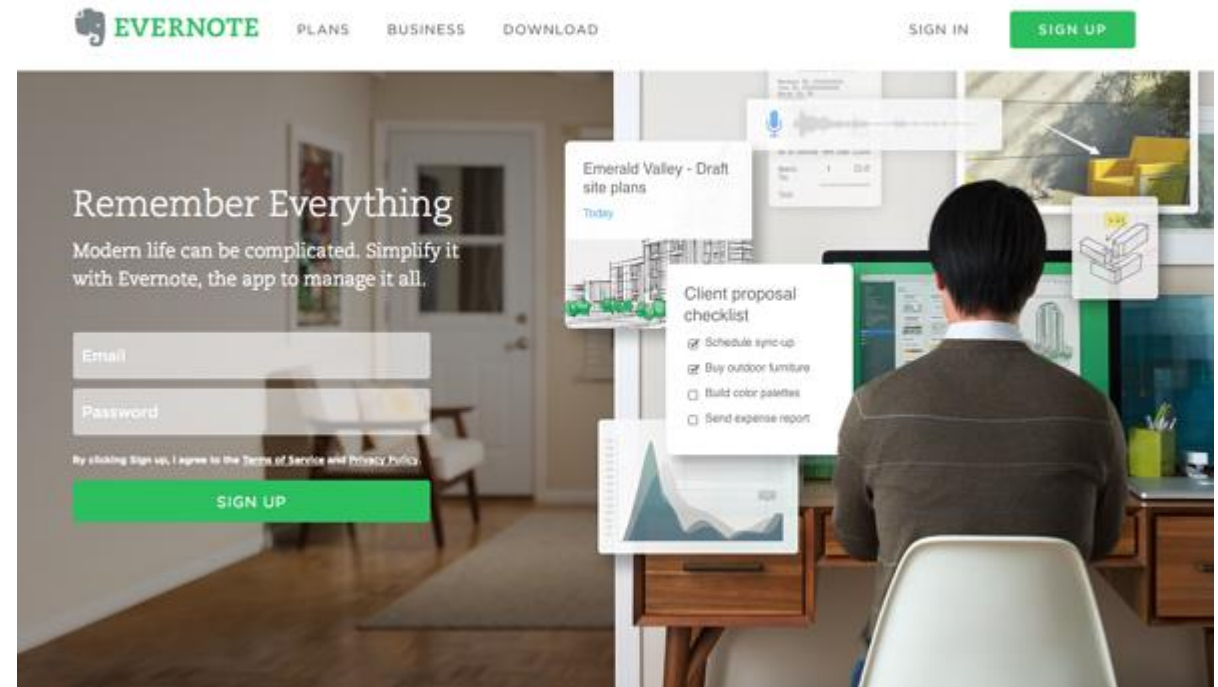 EVERNOTE
PLANS
BUSINESS
DOWNLOAD
SIGN IN
SIGN UP
Remember Everything
Modern life can be complicated. Simplify it
with Evernote, the app to manage it all.
Email
Password
By clicking Sign up, I agree to the Terms of Service and Privacy Policy.
SIGN UP
Emerald Valley - Draft
site plans
Today
Client proposal
checklist
Schedule sync-up
Buy outdoor furniture
Build color palettes
Send expense report